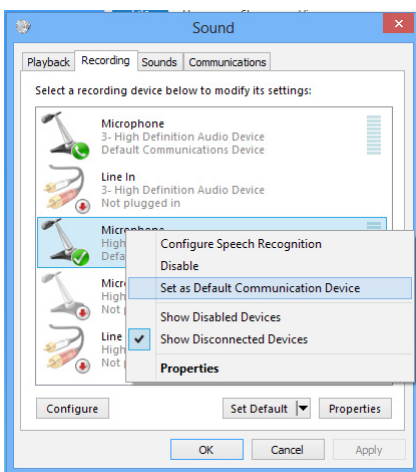 Sound
Playback Recording Sounds Communications
Select a recording device below to modify its settings:
Microphone
3- High Definition Audio Device
Default Communications Device
Line In
3- High Definition Audio Device
Not plugged in
Microphone
High
Defa
Configure Speech Recognition
Disable
Set as Default Communication Device
Show Disabled Devices
Show Disconnected Devices
Properties
Micr
High
Not p
Line
High
Not p
Configure Set Default Properties
OK Cancel Apply